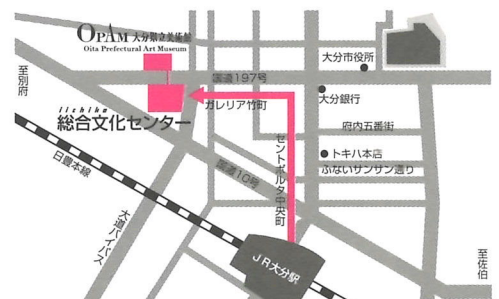 OPAM 大分県立美術館
Oita Prefectural Art Museum
大分市役所
国道197号
至別府
大分銀行
ガレリア竹町
iichiko
総合文化センター
府内五番街
トキハ本店
ふないサンサン通り
セントポルタ中央町
国道10号
日豊本線
大道バイパス
JR大分駅
至佐伯